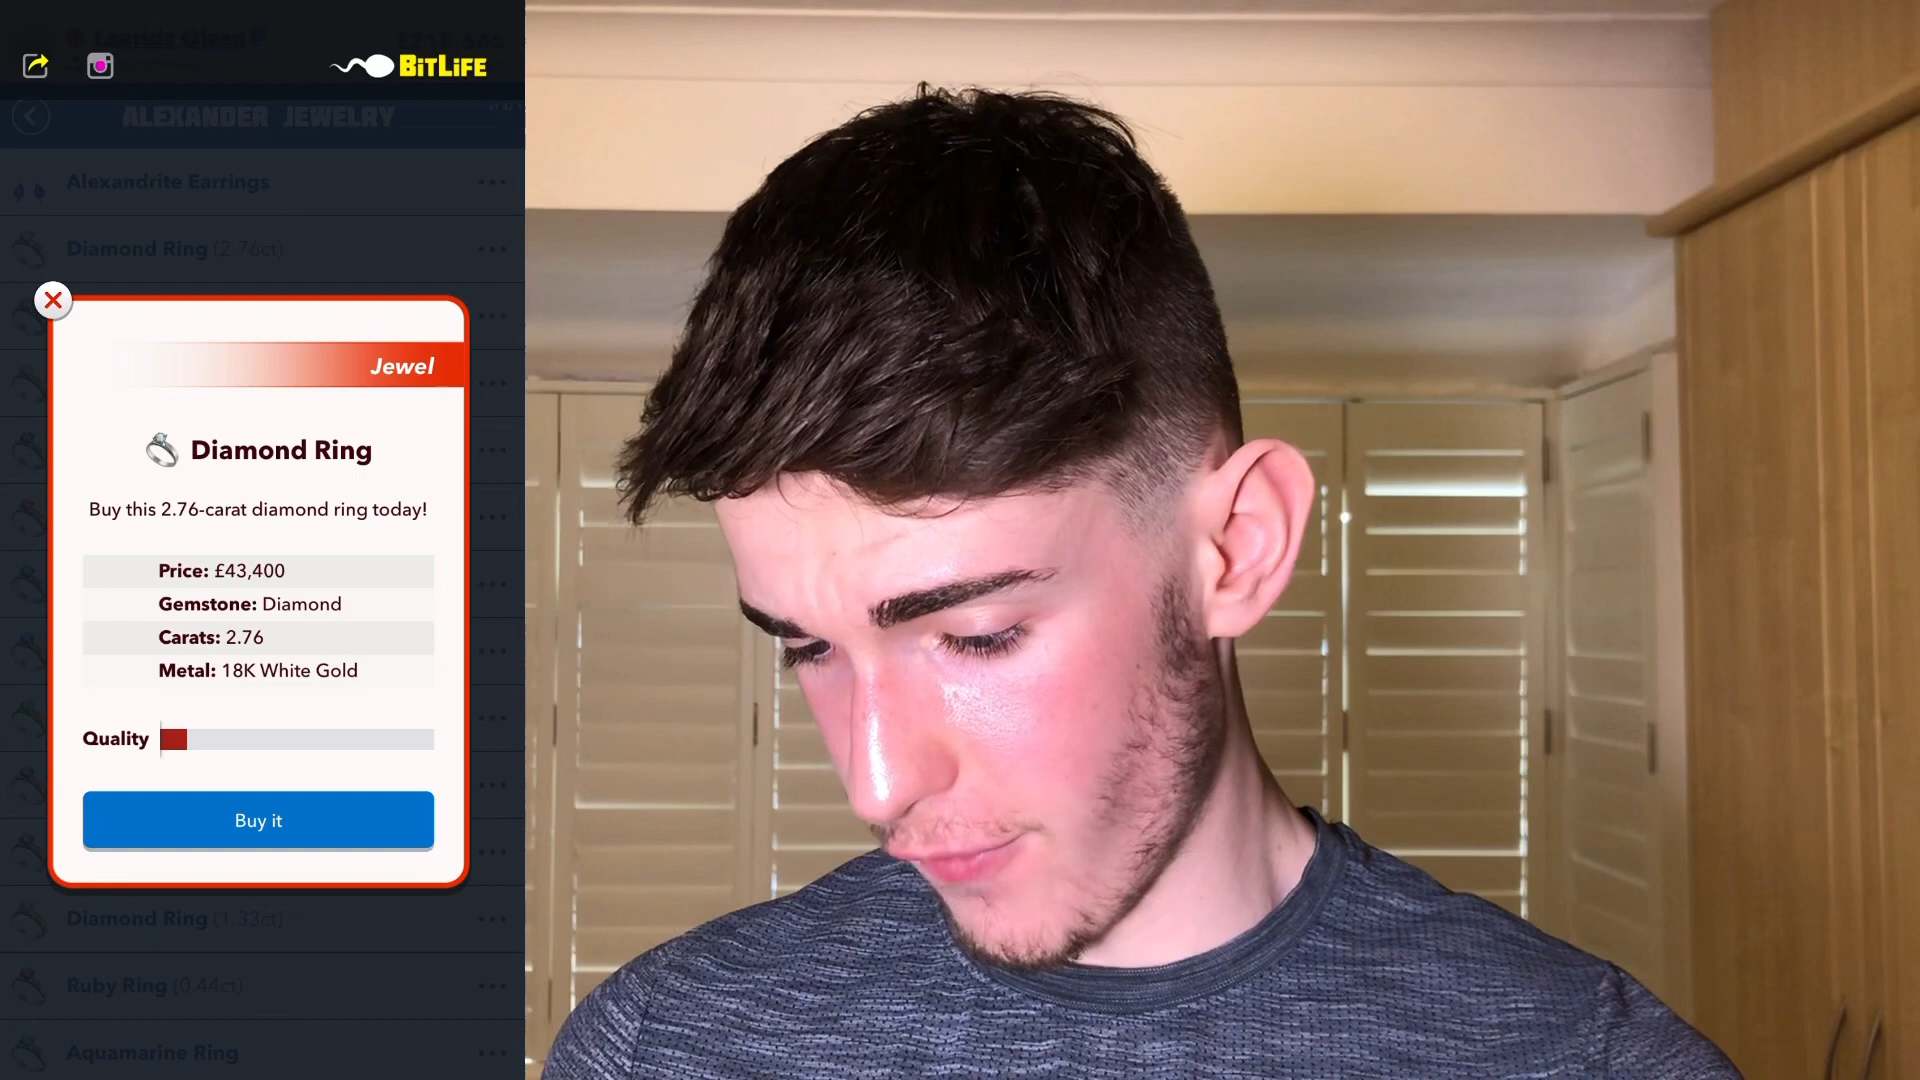 BITLIFE
ALEXANDER JEWELRY
Alexandrite Earrings
Diamond Ring (2.76ct)
Jewel
Diamond Ring
Buy this 2.76-carat diamond ring today!
Price: £43,400
Gemstone: Diamond
Carats: 2.76
Metal: 18K White Gold
Quality
Buy it
Diamond Ring (1.33ct)
Ruby Ring (0.44ct)
Aquamarine Ring